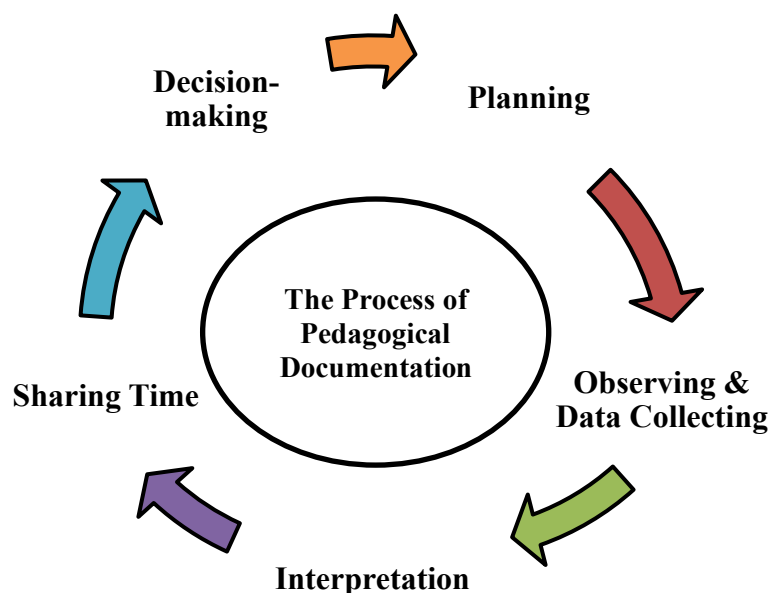 Decision-
making
Planning
The Process of
Pedagogical
Documentation
Observing &
Data Collecting
Sharing Time
Interpretation